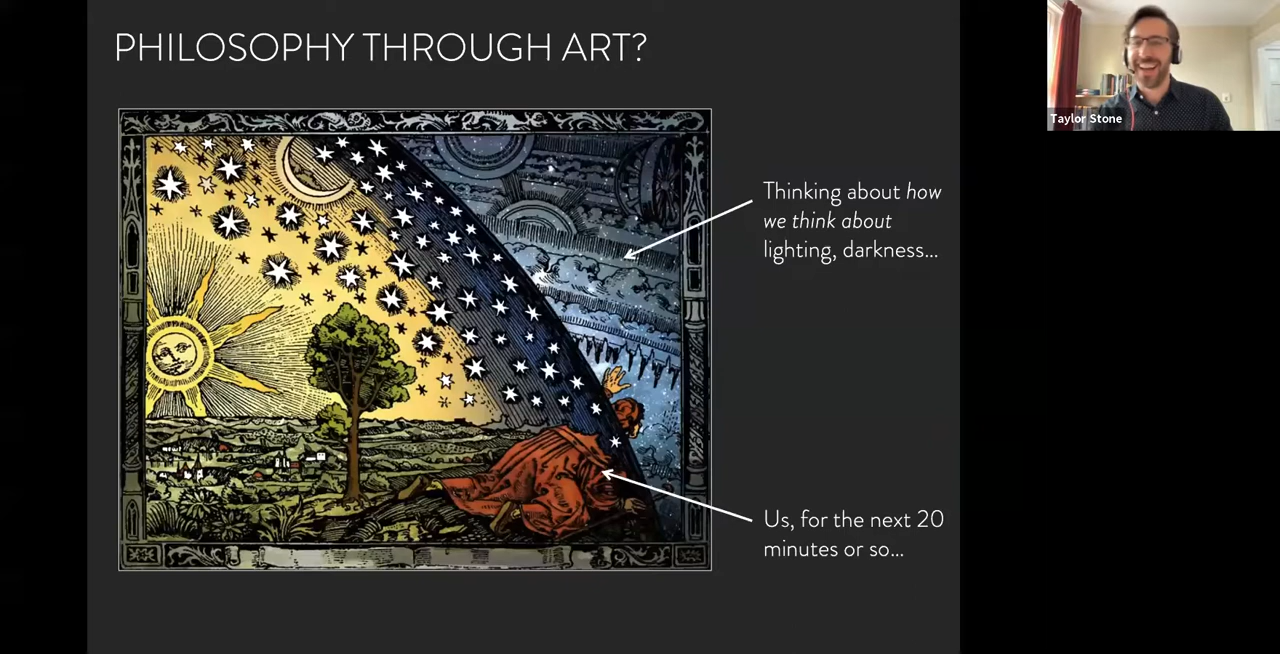 PHILOSOPHY THROUGH ART?
Taylor Stone
Thinking about how
we think about
lighting, darkness...
Us, for the next 20
minutes or so...